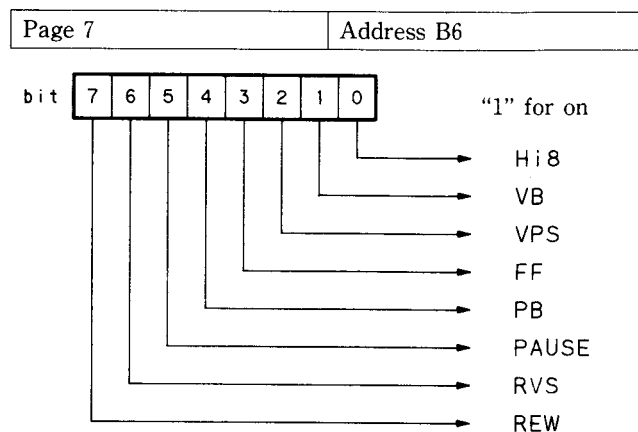 Page 7 Address B6
bit 7 6 5 4 3 2 1 0 “1” for on
Hi8
VB
VPS
FF
PB
PAUSE
RVS
REW